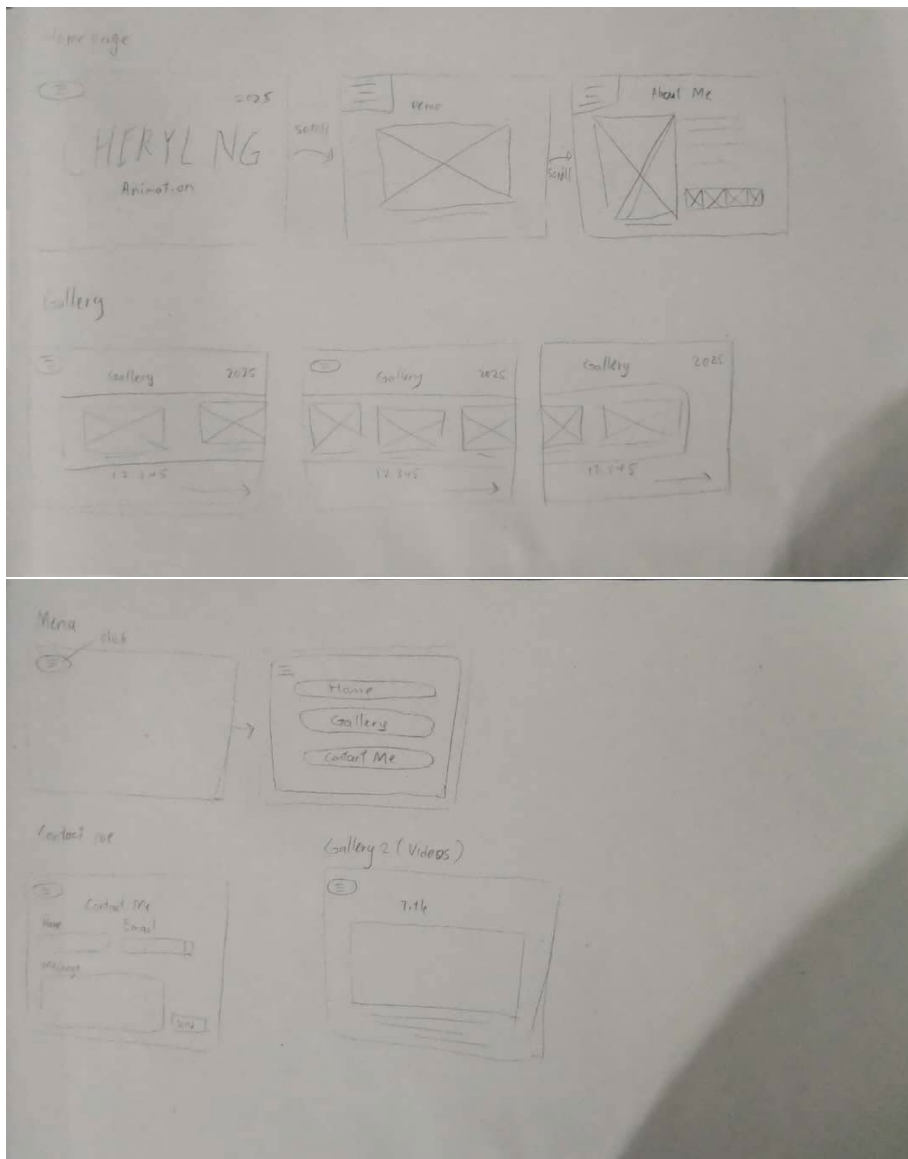 Home page
2025
CHERYL NG
Animation
scroll
Demo
scroll
About Me
Gallery
Gallery 2025
1 2 3 4 5
Gallery 2025
1 2 3 4 5
Gallery 2025
1 2 3 4 5
Menu
click
Home
Gallery
Contact Me
Contact me
Contact Me
Name Email
Message
Send
Gallery 2 (Videos)
Title